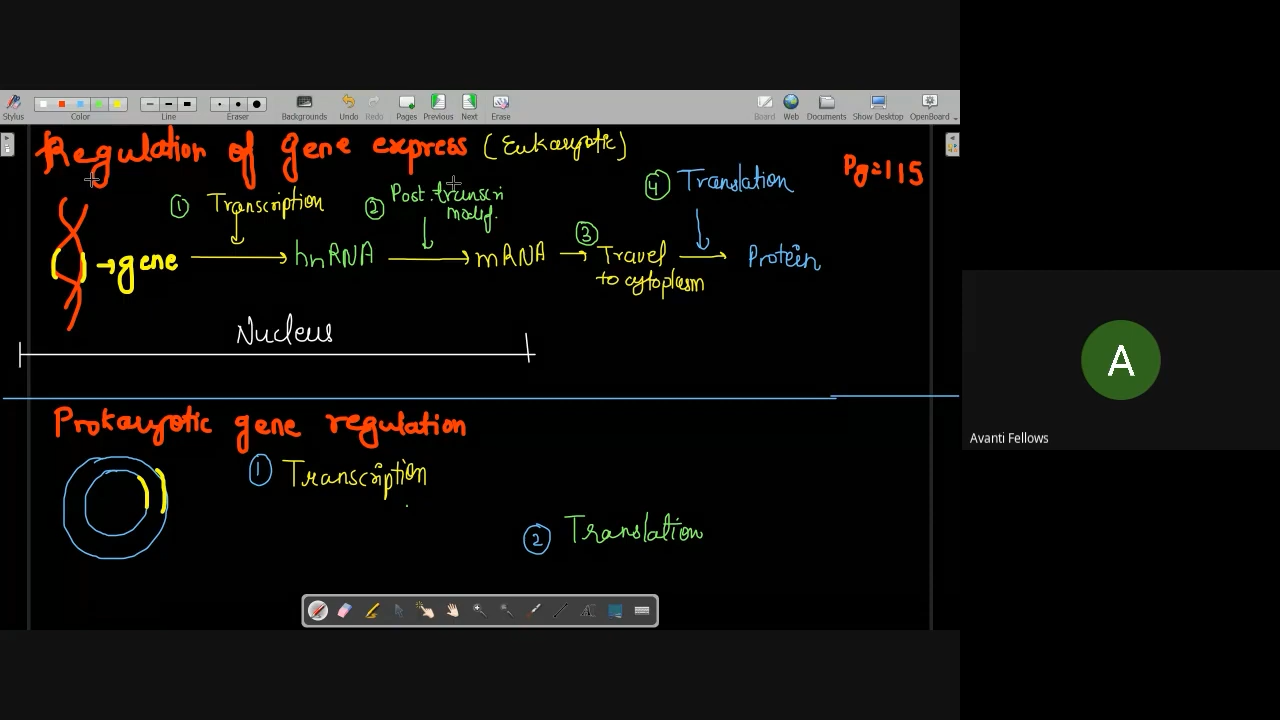 Stylus
Color
Line
Eraser
Backgrounds
Undo
Redo
Pages
Previous
Next
Erase
Board
Web
Documents
Show Desktop
OpenBoard
Regulation of gene express (Eukaryotic)
Pg=115
① Transcription
② Post-transcri
modif.
④ Translation
→ gene
hnRNA
mRNA
③
Travel
to cytoplasm
Protein
Nucleus
Prokaryotic gene regulation
① Transcription
② Translation
A
Avanti Fellows